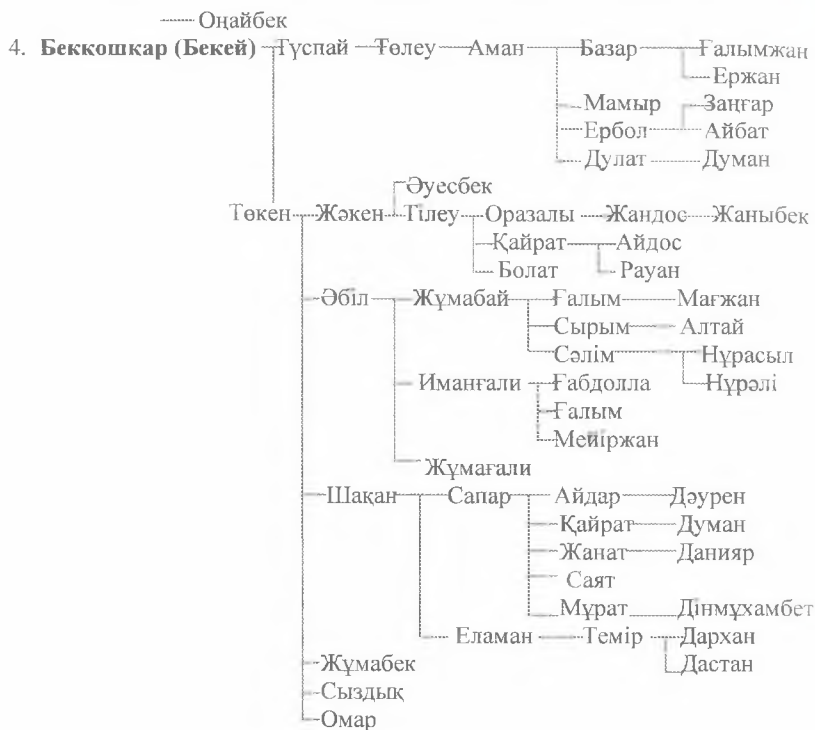 Оңайбек
4. Беккошкар (Бекей) Түспай Төлеу Аман Базар Ғалымжан
Ержан
Мамыр Заңғар
Ербол Айбат
Дулат Думан
Әуесбек
Төкен Жәкен Тілеу Оразалы Жандос Жаныбек
Қайрат Айдос
Болат Рауан
Әбіл Жұмабай Ғалым Мағжан
Сырым Алтай
Сәлім Нұрасыл
Иманғали Ғабдолла Нұрәлі
Ғалым
Мейіржан
Жұмағали
Шақан Сапар Айдар Дәурен
Қайрат Думан
Жанат Данияр
Саят
Мұрат Дінмұхамбет
Еламан Темір Дархан
Жұмабек Дастан
Сыздық
Омар